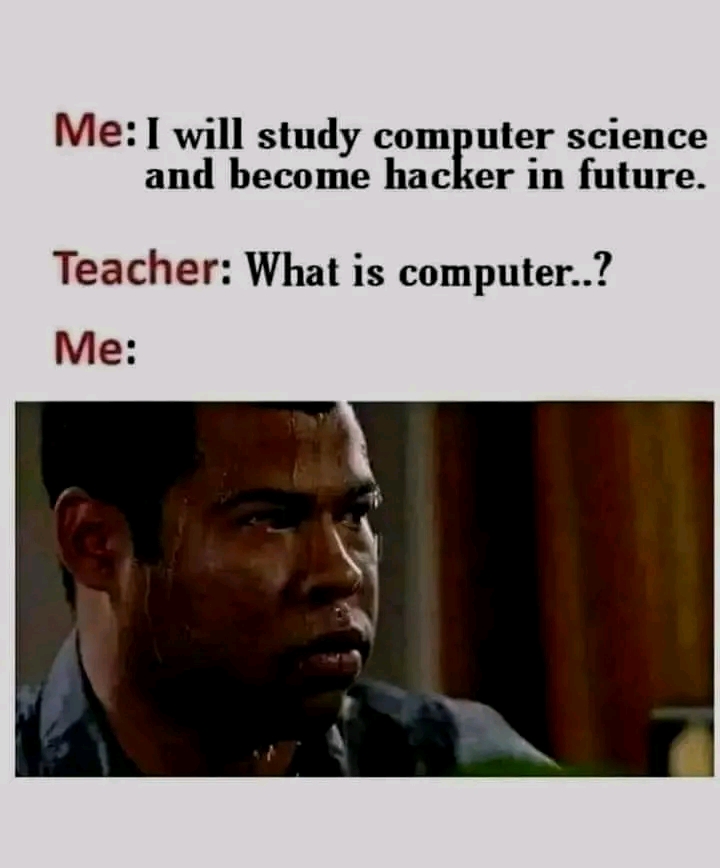 Me: I will study computer science
and become hacker in future.
Teacher: What is computer..?
Me: